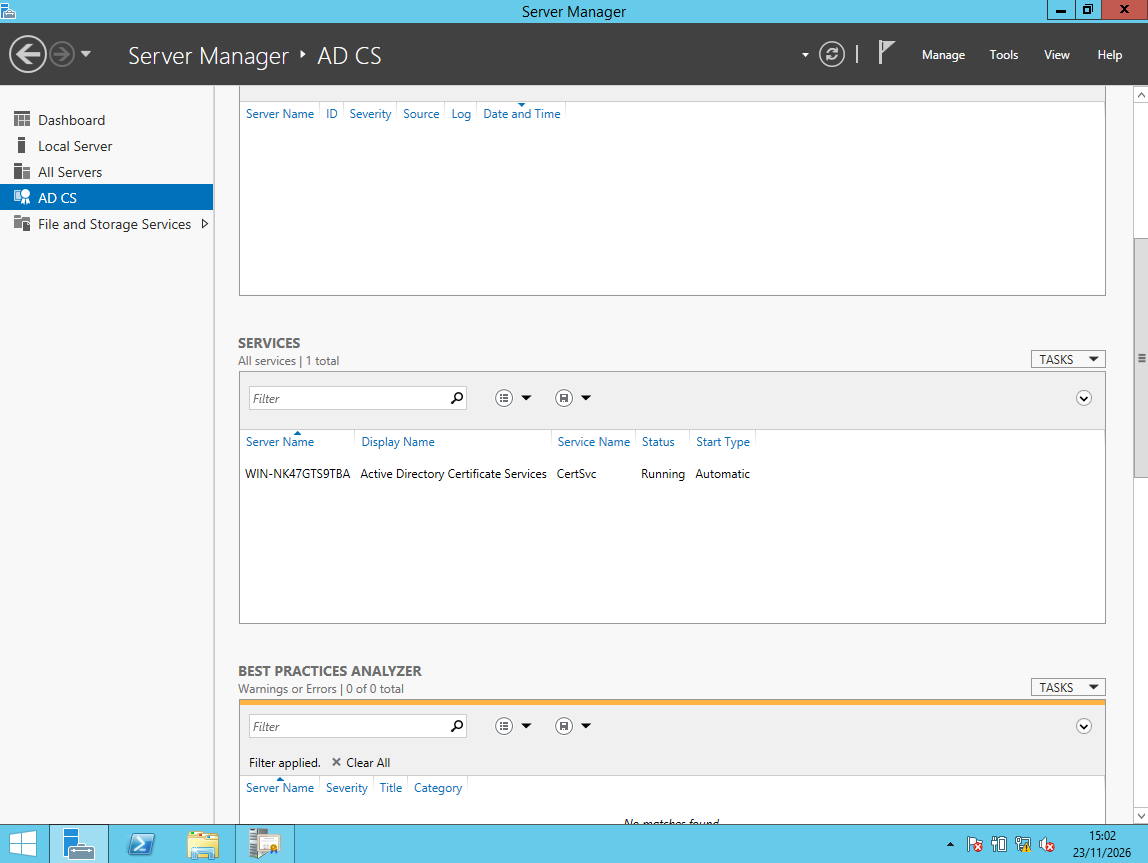 Server Manager
Server Manager AD CS
Manage Tools View Help
Dashboard
Local Server
All Servers
AD CS
File and Storage Services
Server Name ID Severity Source Log Date and Time
SERVICES
All services | 1 total
TASKS
Filter
Server Name Display Name Service Name Status Start Type
WIN-NK47GTS9TBA Active Directory Certificate Services CertSvc Running Automatic
BEST PRACTICES ANALYZER
Warnings or Errors | 0 of 0 total
TASKS
Filter
Filter applied. Clear All
Server Name Severity Title Category
No matches found
15:02
23/11/2026